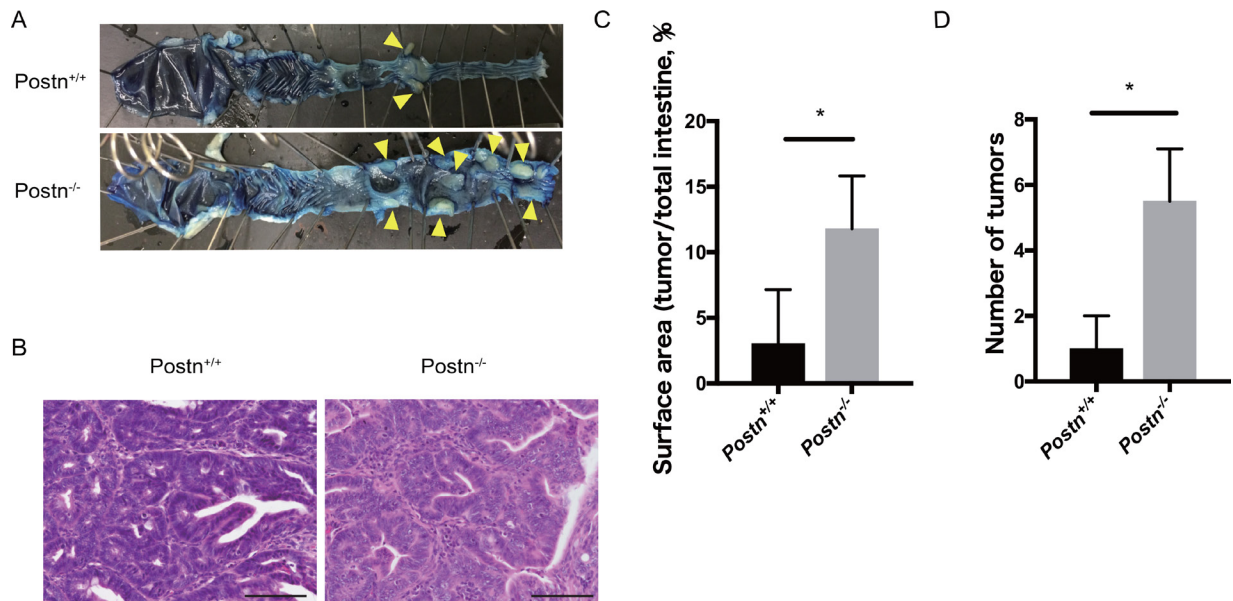 A
Postn+/+
Postn-/-
B
Postn+/+
Postn-/-
C
Surface area (tumor/total intestine, %
20
15
10
5
0
*
Postn+/+
Postn-/-
D
Number of tumors
8
6
4
2
0
*
Postn+/+
Postn-/-